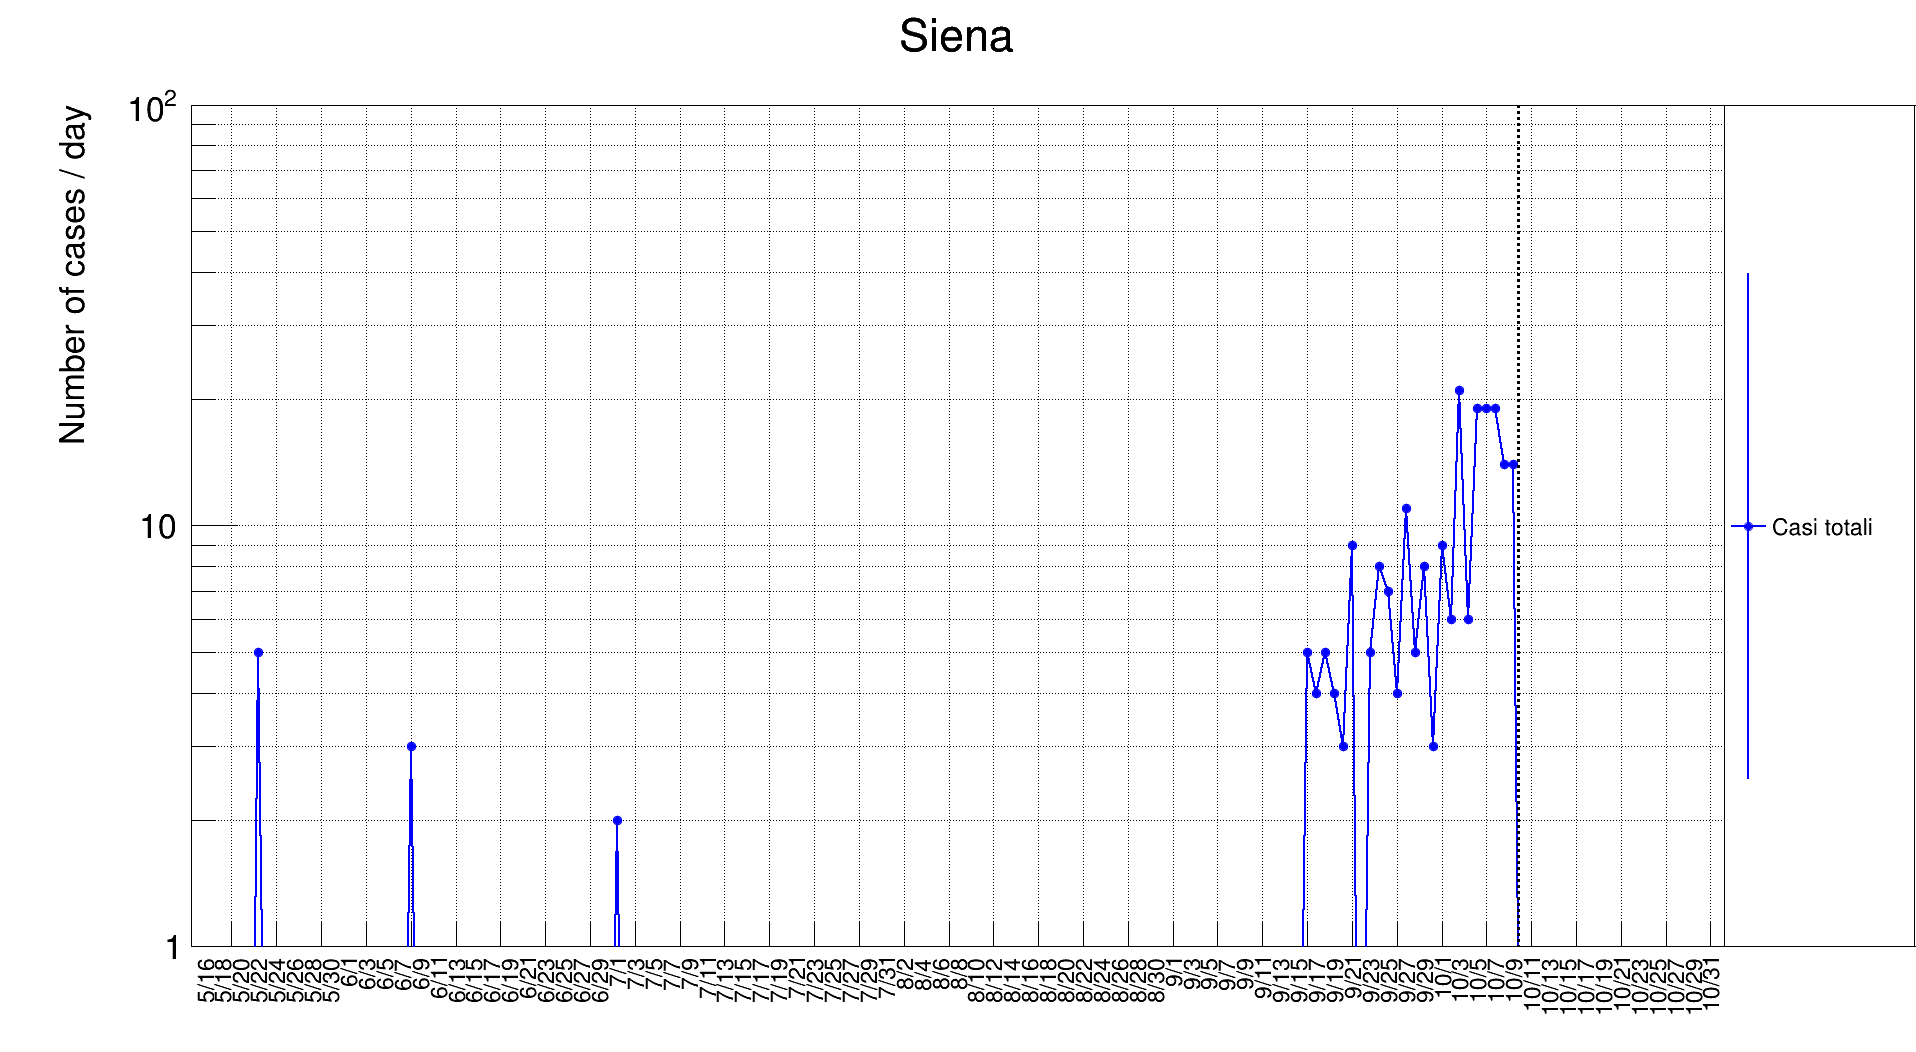 Siena
Number of cases / day
10²
10
1
Casi totali
5/16 5/18 5/20 5/22 5/24 5/26 5/28 5/30 6/1 6/3 6/5 6/7 6/9 6/11 6/13 6/15 6/17 6/19 6/21 6/23 6/25 6/27 6/29 7/1 7/3 7/5 7/7 7/9 7/11 7/13 7/15 7/17 7/19 7/21 7/23 7/25 7/27 7/29 7/31 8/2 8/4 8/6 8/8 8/10 8/12 8/14 8/16 8/18 8/20 8/22 8/24 8/26 8/28 8/30 9/1 9/3 9/5 9/7 9/9 9/11 9/13 9/15 9/17 9/19 9/21 9/23 9/25 9/27 9/29 10/1 10/3 10/5 10/7 10/9 10/11 10/13 10/15 10/17 10/19 10/21 10/23 10/25 10/27 10/29 10/31